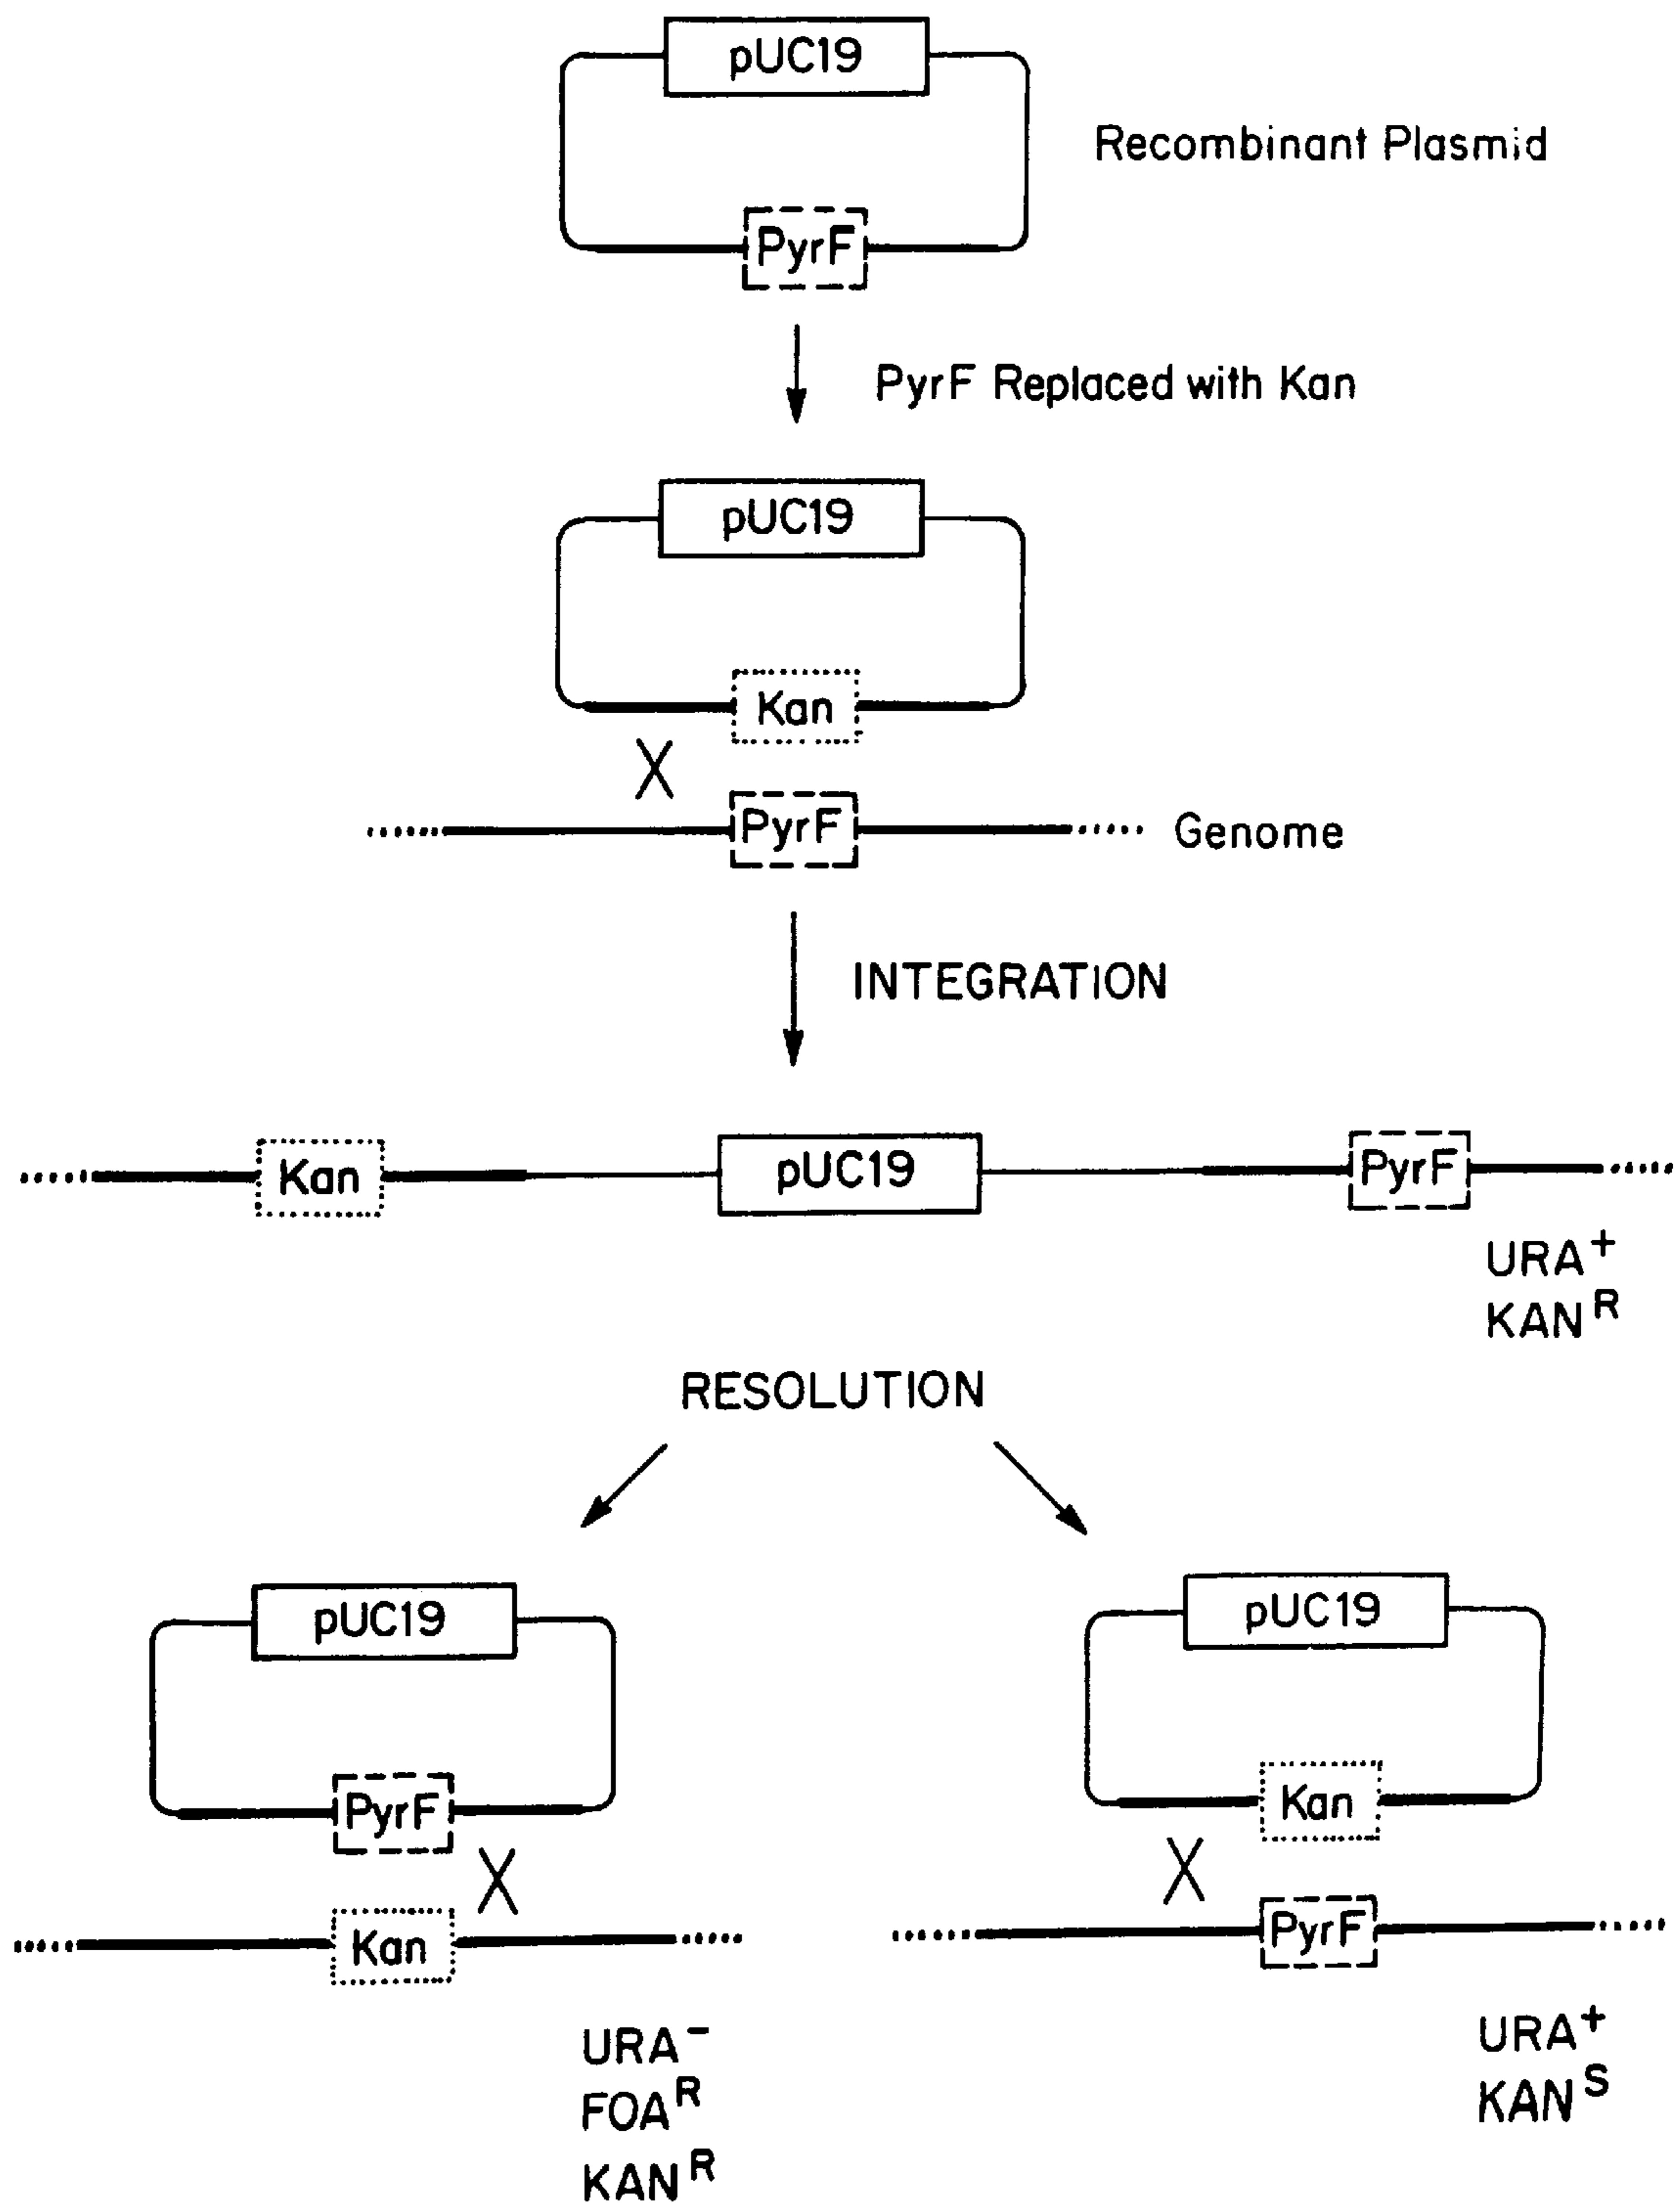 pUC19
Recombinant Plasmid
PyrF
PyrF Replaced with Kan
pUC19
Kan
X
PyrF
Genome
INTEGRATION
Kan
pUC19
PyrF
URA+
KANR
RESOLUTION
pUC19
pUC19
PyrF
Kan
X
X
Kan
PyrF
URA-
FOAR
KANR
URA+
KANS